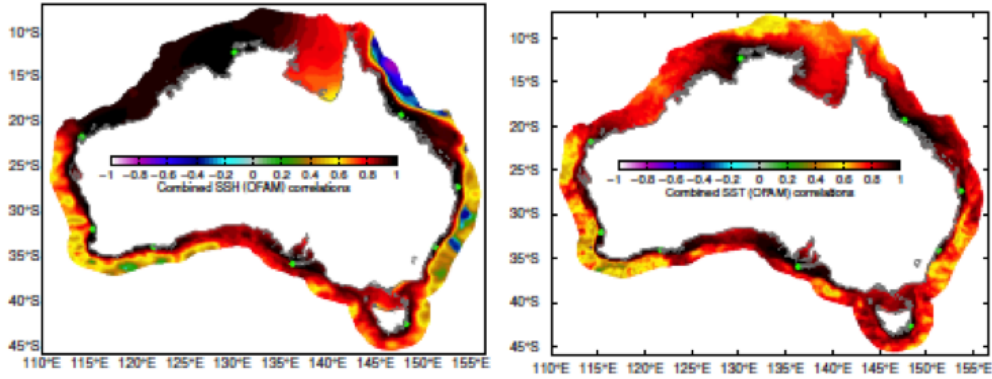 10°S
15°S
20°S
25°S
30°S
35°S
40°S
45°S
−1 −0.8 −0.6 −0.4 −0.2 0 0.2 0.4 0.6 0.8 1
Combined SSH (OFAM) correlations
110°E 115°E 120°E 125°E 130°E 135°E 140°E 145°E 150°E 155°E
10°S
15°S
20°S
25°S
30°S
35°S
40°S
45°S
−1 −0.8 −0.6 −0.4 −0.2 0 0.2 0.4 0.6 0.8 1
Combined SST (OFAM) correlations
110°E 115°E 120°E 125°E 130°E 135°E 140°E 145°E 150°E 155°E